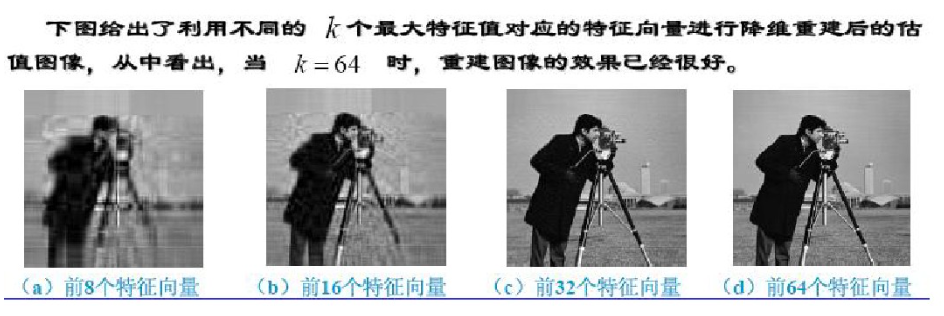 下图给出了利用不同的 k 个最大特征值对应的特征向量进行降维重建后的估
值图像，从中看出，当 k = 64 时，重建图像的效果已经很好。
（a）前8个特征向量 （b）前16个特征向量 （c）前32个特征向量 （d）前64个特征向量